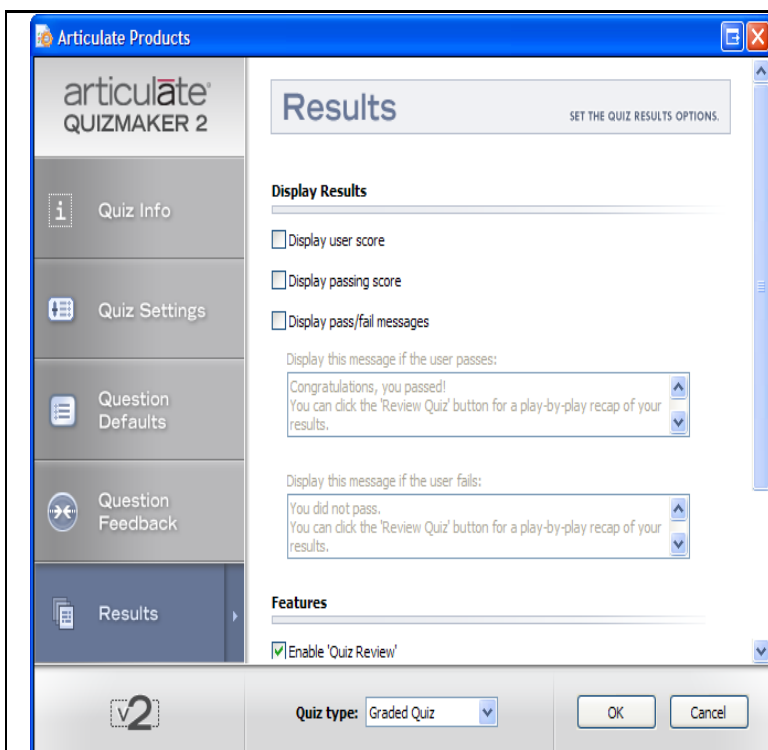 Articulate Products
articulāte®
QUIZMAKER 2
Quiz Info
Quiz Settings
Question
Defaults
Question
Feedback
Results
Results
SET THE QUIZ RESULTS OPTIONS.
Display Results
Display user score
Display passing score
Display pass/fail messages
Display this message if the user passes:
Congratulations, you passed!
You can click the 'Review Quiz' button for a play-by-play recap of your
results.
Display this message if the user fails:
You did not pass.
You can click the 'Review Quiz' button for a play-by-play recap of your
results.
Features
Enable 'Quiz Review'
v2
Quiz type: Graded Quiz
OK
Cancel